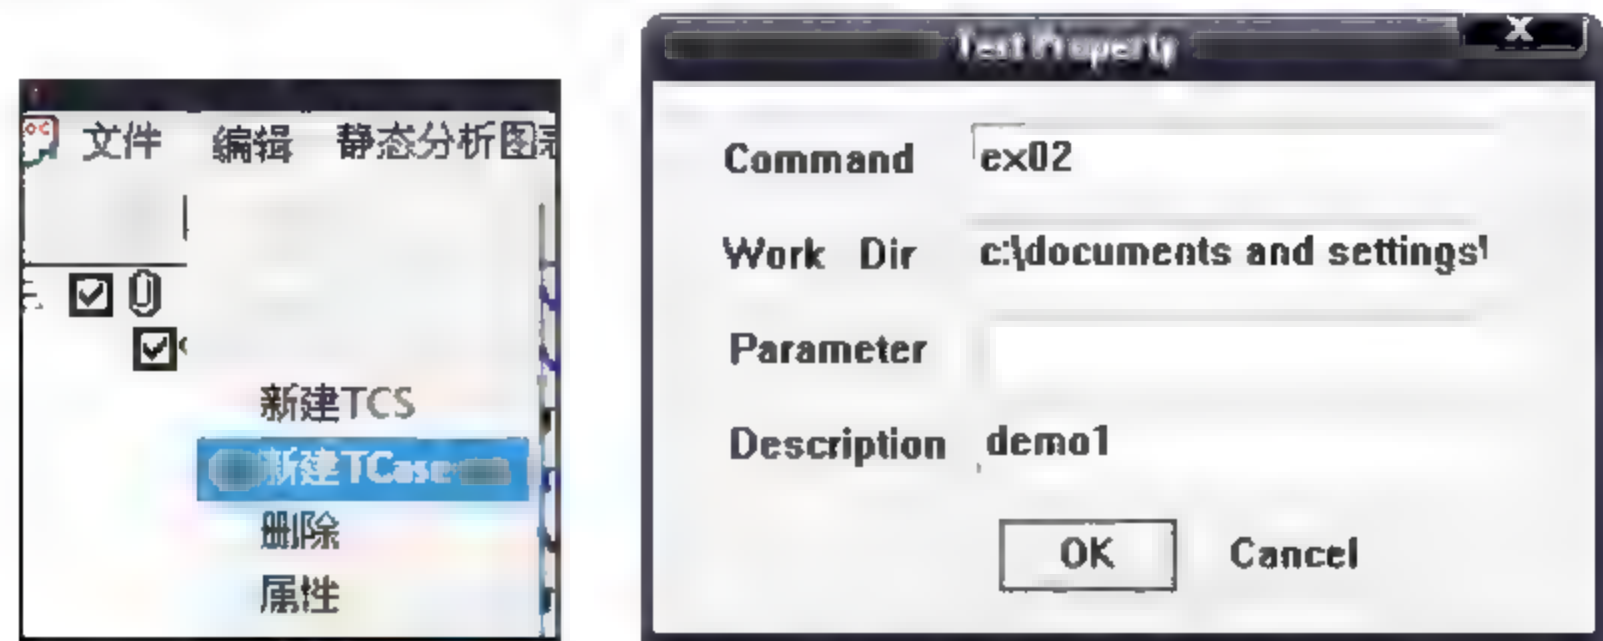 文件 编辑 静态分析图表
新建TCS
新建TCase
删除
属性
Test Property X
Command ex02
Work Dir c:\documents and settings\
Parameter
Description demo1
OK Cancel